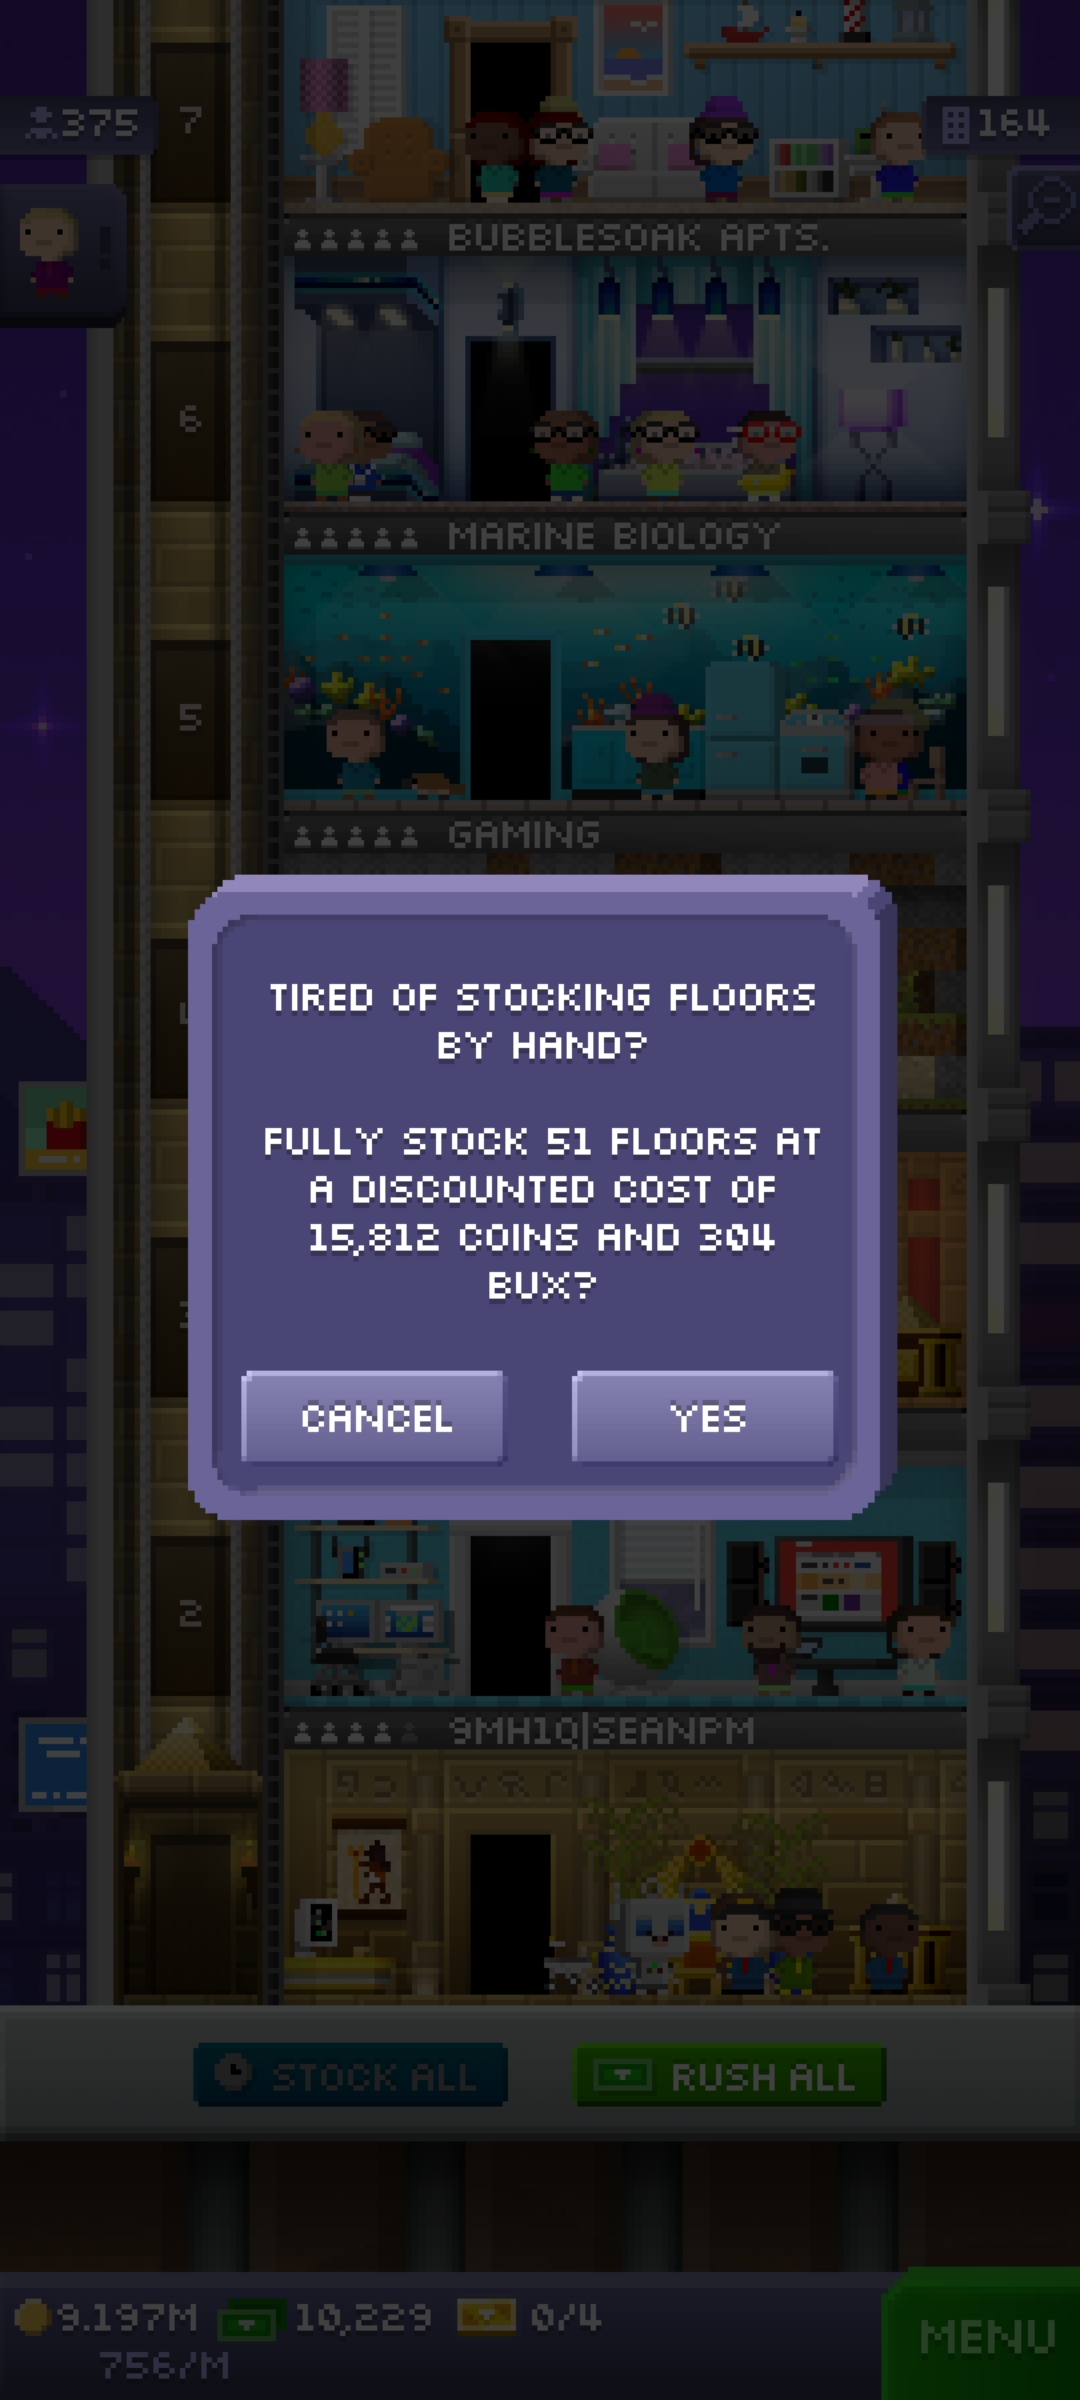 375
7
164
BUBBLESOAK APTS.
6
MARINE BIOLOGY
5
GAMING
TIRED OF STOCKING FLOORS
BY HAND?
FULLY STOCK 51 FLOORS AT
A DISCOUNTED COST OF
15,812 COINS AND 304
BUX?
CANCEL
YES
2
9MH1Q|SEANPM
STOCK ALL
RUSH ALL
9.197M
10,229
0/4
756/M
MENU